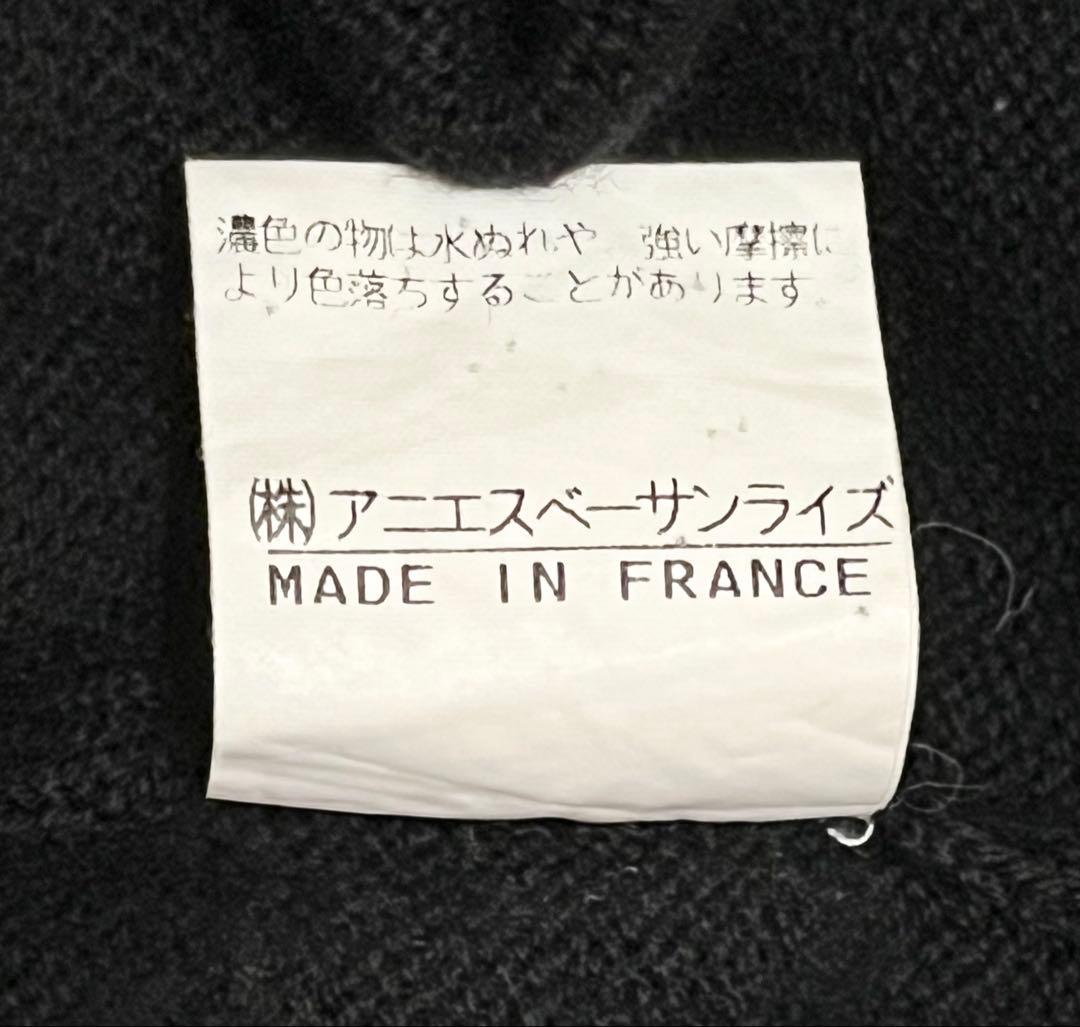 濃色の物は水ぬれや 強い摩擦に
より色落ちすることがあります
㈱アニエスベーサンライズ
MADE IN FRANCE